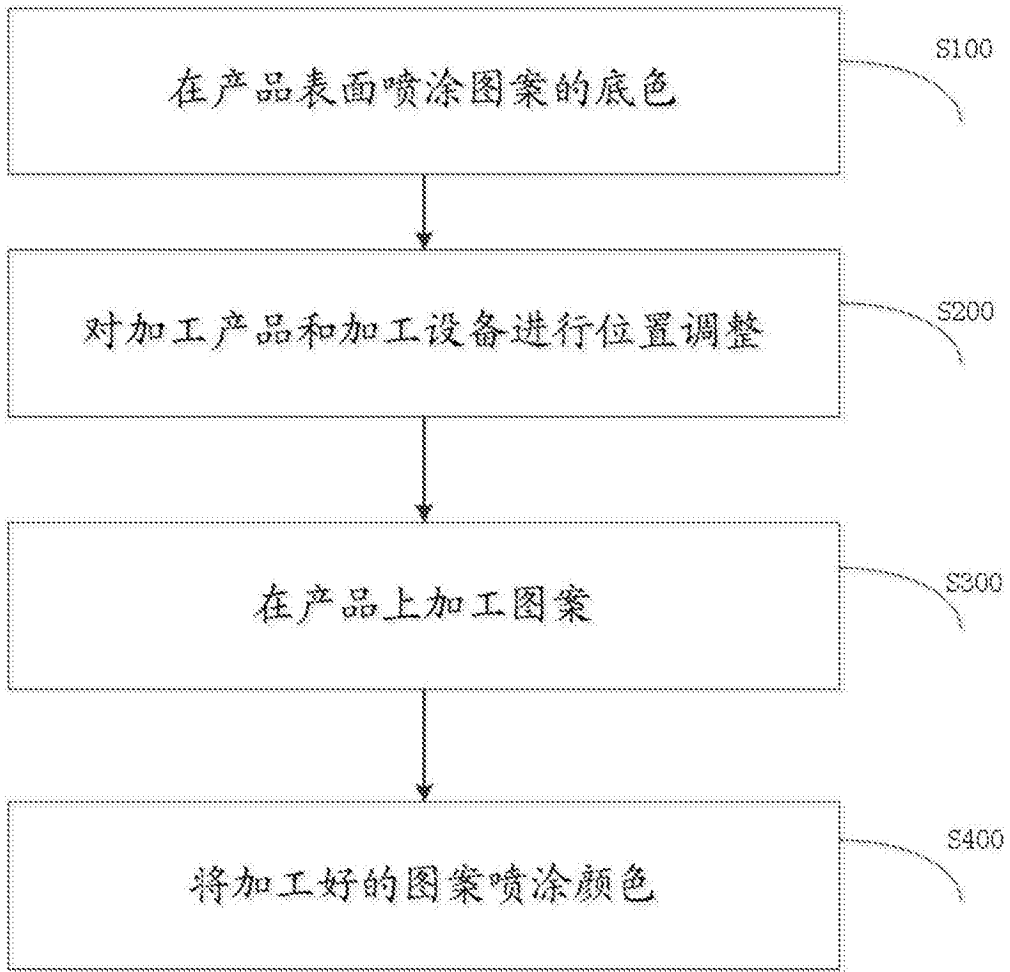 在产品表面喷涂图案的底色
S100
对加工产品和加工设备进行位置调整
S200
在产品上加工图案
S300
将加工好的图案喷涂颜色
S400